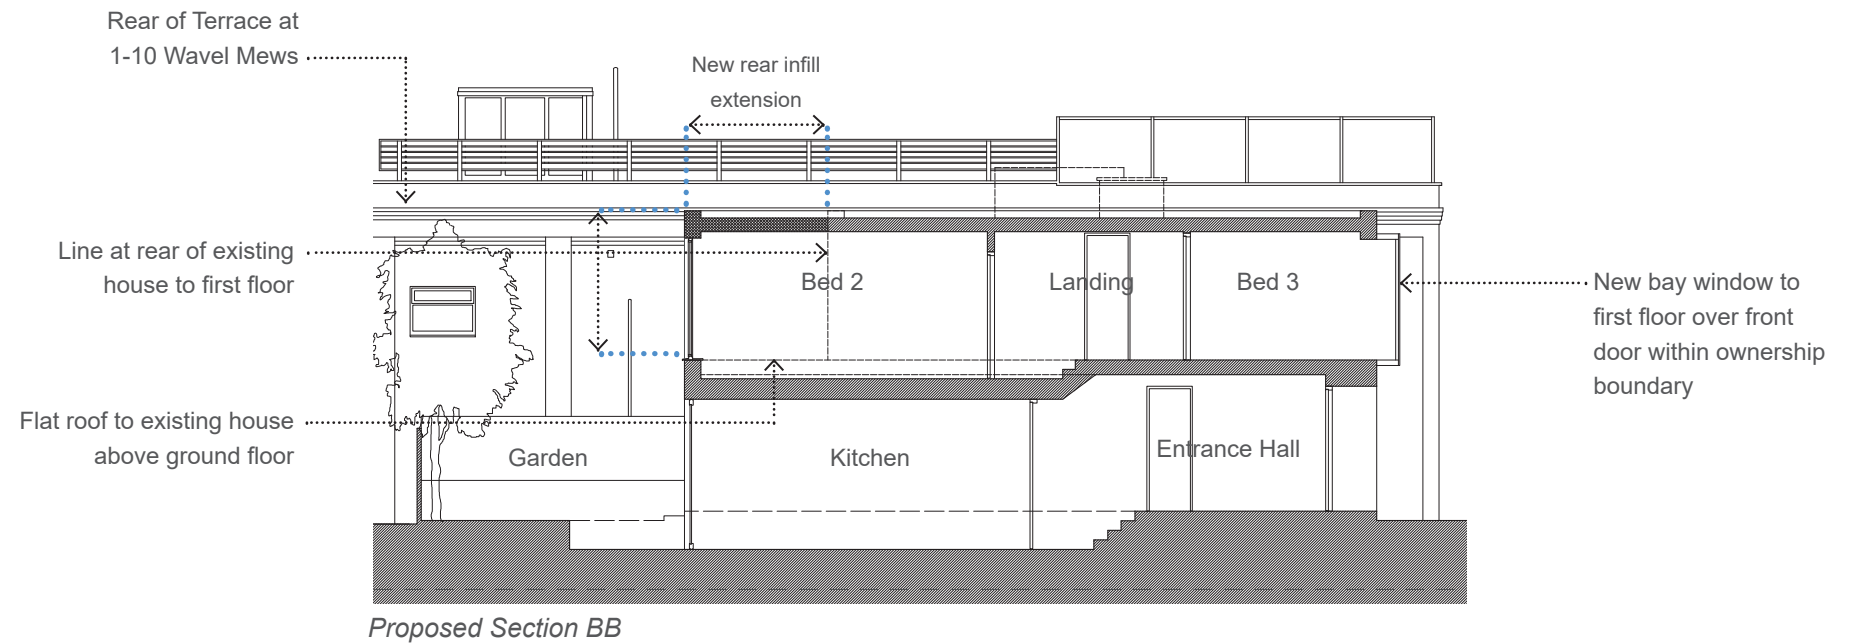 Rear of Terrace at
1-10 Wavel Mews
New rear infill
extension
Line at rear of existing
house to first floor
Bed 2
Landing
Bed 3
New bay window to
first floor over front
door within ownership
boundary
Flat roof to existing house
above ground floor
Garden
Kitchen
Entrance Hall
Proposed Section BB